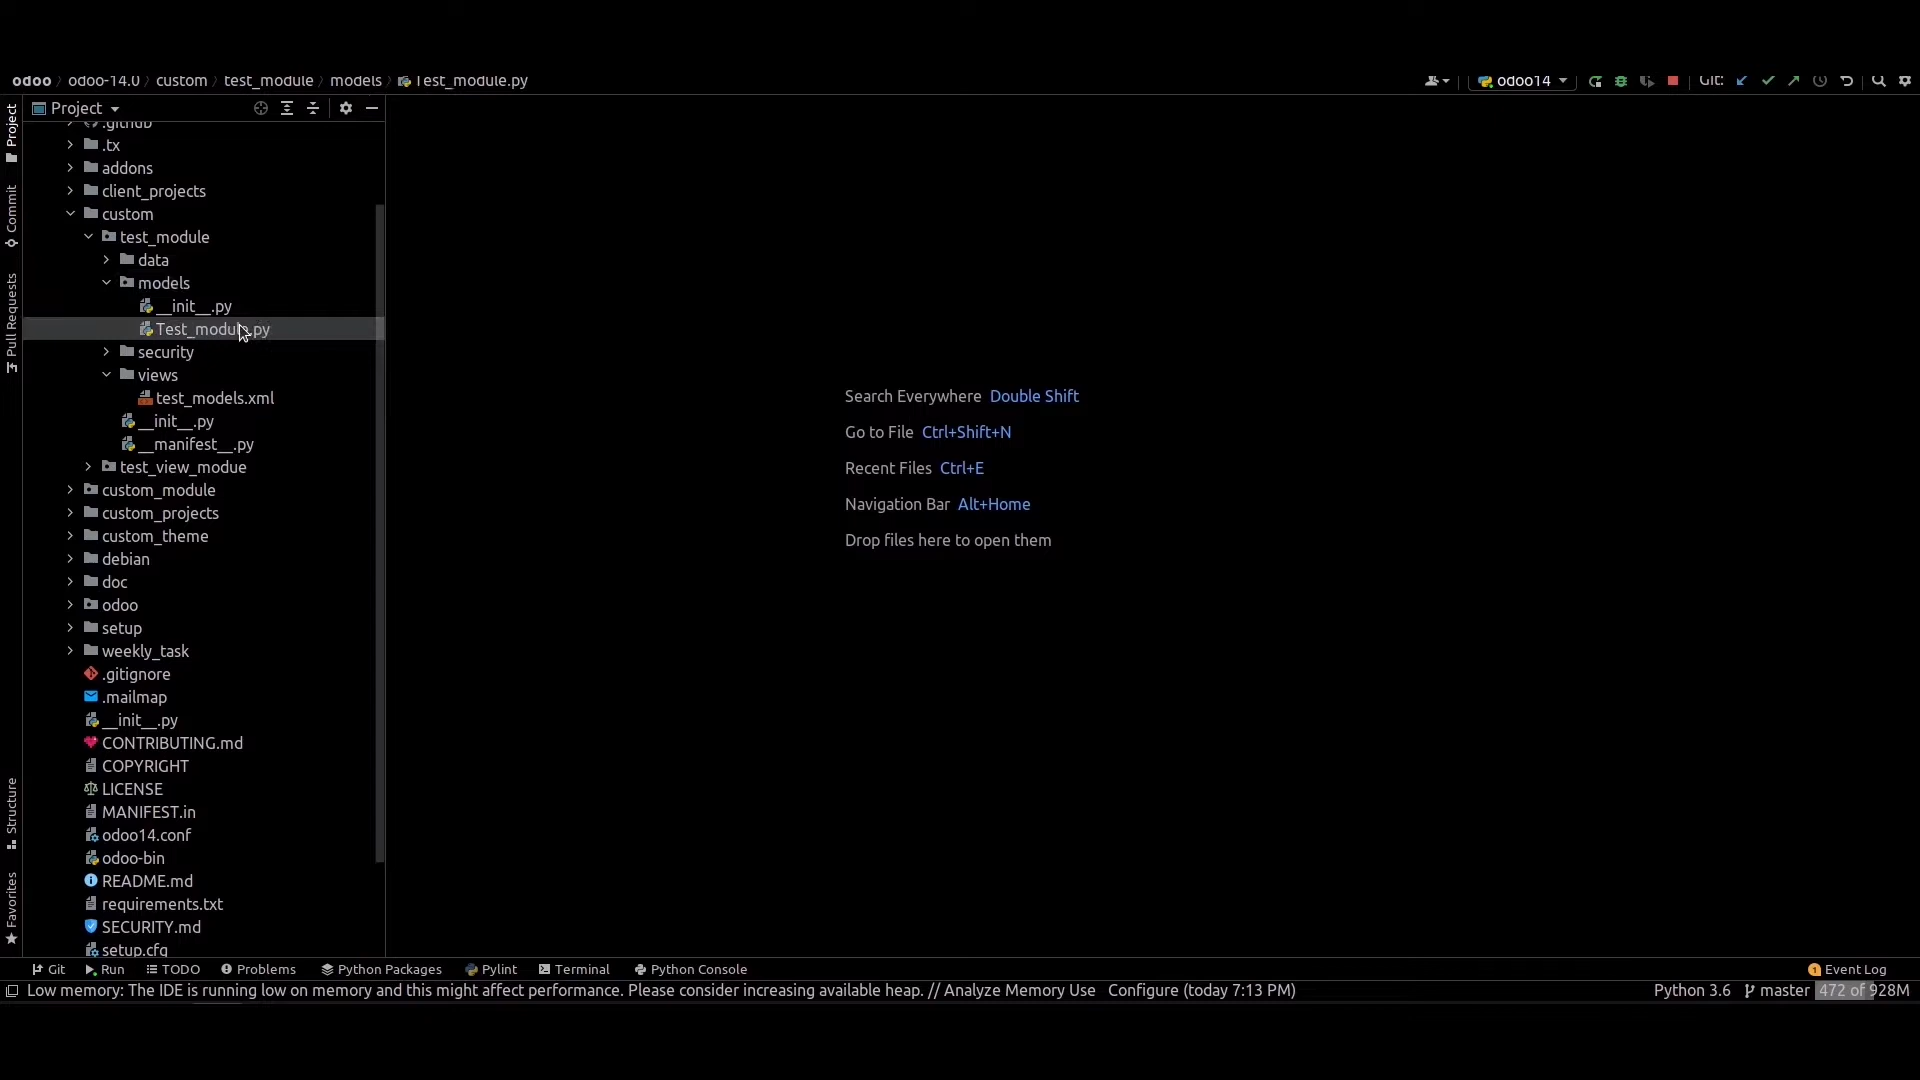 odoo odoo-14.0 custom test_module models Test_module.py odoo14 Git:
Project
Project
Commit
Pull Requests
Structure
Favorites
.github
.tx
addons
client_projects
custom
test_module
data
models
__init__.py
Test_module.py
security
views
test_models.xml
__init__.py
__manifest__.py
test_view_modue
custom_module
custom_projects
custom_theme
debian
doc
odoo
setup
weekly_task
.gitignore
.mailmap
__init__.py
CONTRIBUTING.md
COPYRIGHT
LICENSE
MANIFEST.in
odoo14.conf
odoo-bin
README.md
requirements.txt
SECURITY.md
setup.cfg
Search Everywhere Double Shift
Go to File Ctrl+Shift+N
Recent Files Ctrl+E
Navigation Bar Alt+Home
Drop files here to open them
Git Run TODO Problems Python Packages Pylint Terminal Python Console 1 Event Log
Low memory: The IDE is running low on memory and this might affect performance. Please consider increasing available heap. // Analyze Memory Use Configure (today 7:13 PM) Python 3.6 master 472 of 928M